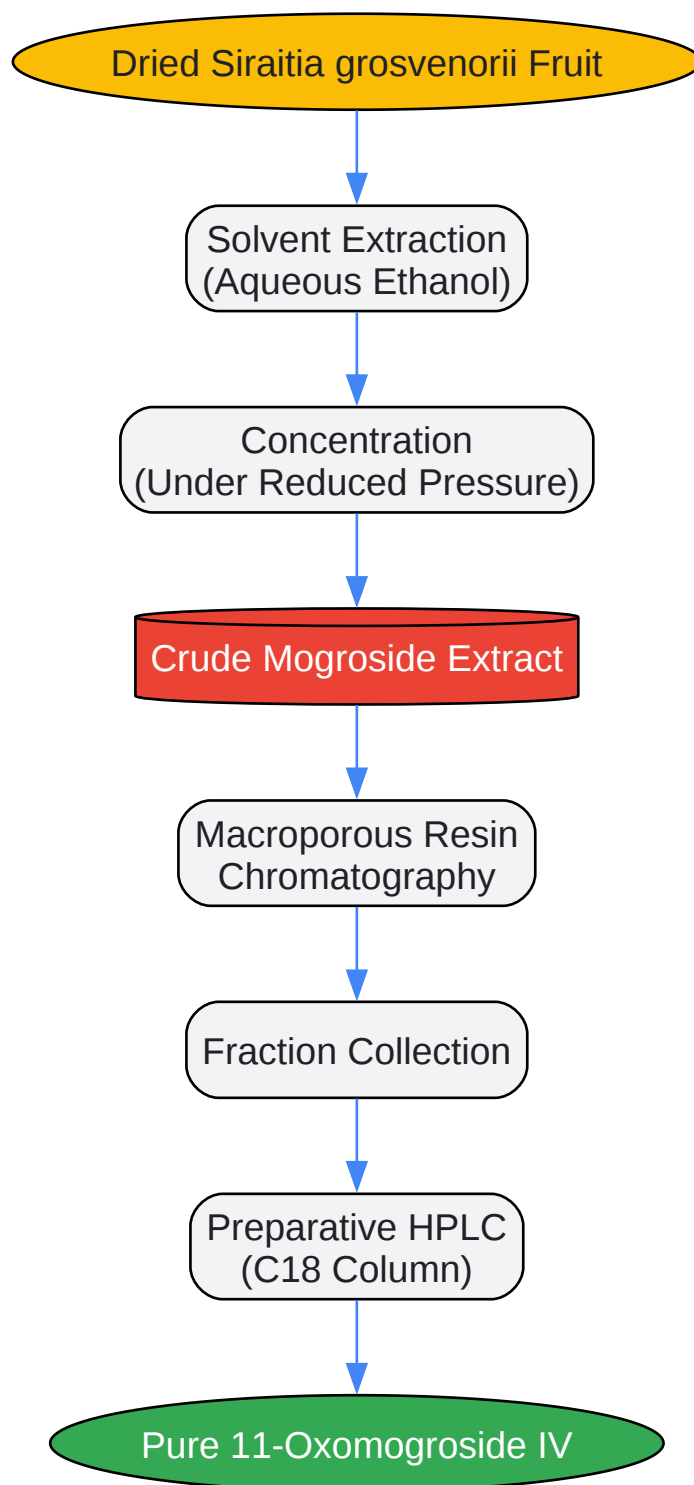 Dried Siraitia grosvenorii Fruit
Solvent Extraction
(Aqueous Ethanol)
Concentration
(Under Reduced Pressure)
Crude Mogroside Extract
Macroporous Resin
Chromatography
Fraction Collection
Preparative HPLC
(C18 Column)
Pure 11-Oxomogroside IV